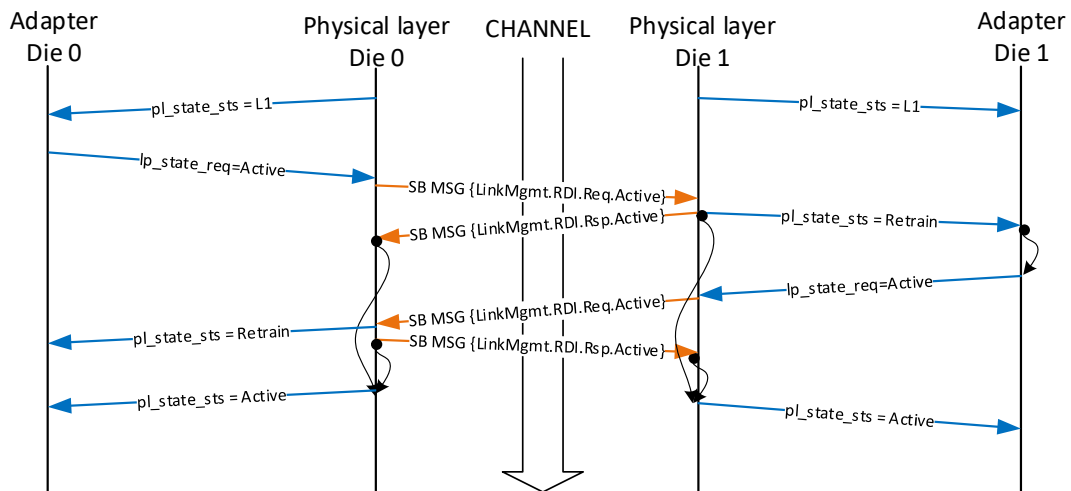 Adapter
Die 0
Physical layer
Die 0
CHANNEL
Physical layer
Die 1
Adapter
Die 1
pl_state_sts = L1
pl_state_sts = L1
lp_state_req=Active
SB MSG {LinkMgmt.RDI.Req.Active}
SB MSG {LinkMgmt.RDI.Rsp.Active}
pl_state_sts = Retrain
lp_state_req=Active
SB MSG {LinkMgmt.RDI.Req.Active}
pl_state_sts = Retrain
SB MSG {LinkMgmt.RDI.Rsp.Active}
pl_state_sts = Active
pl_state_sts = Active